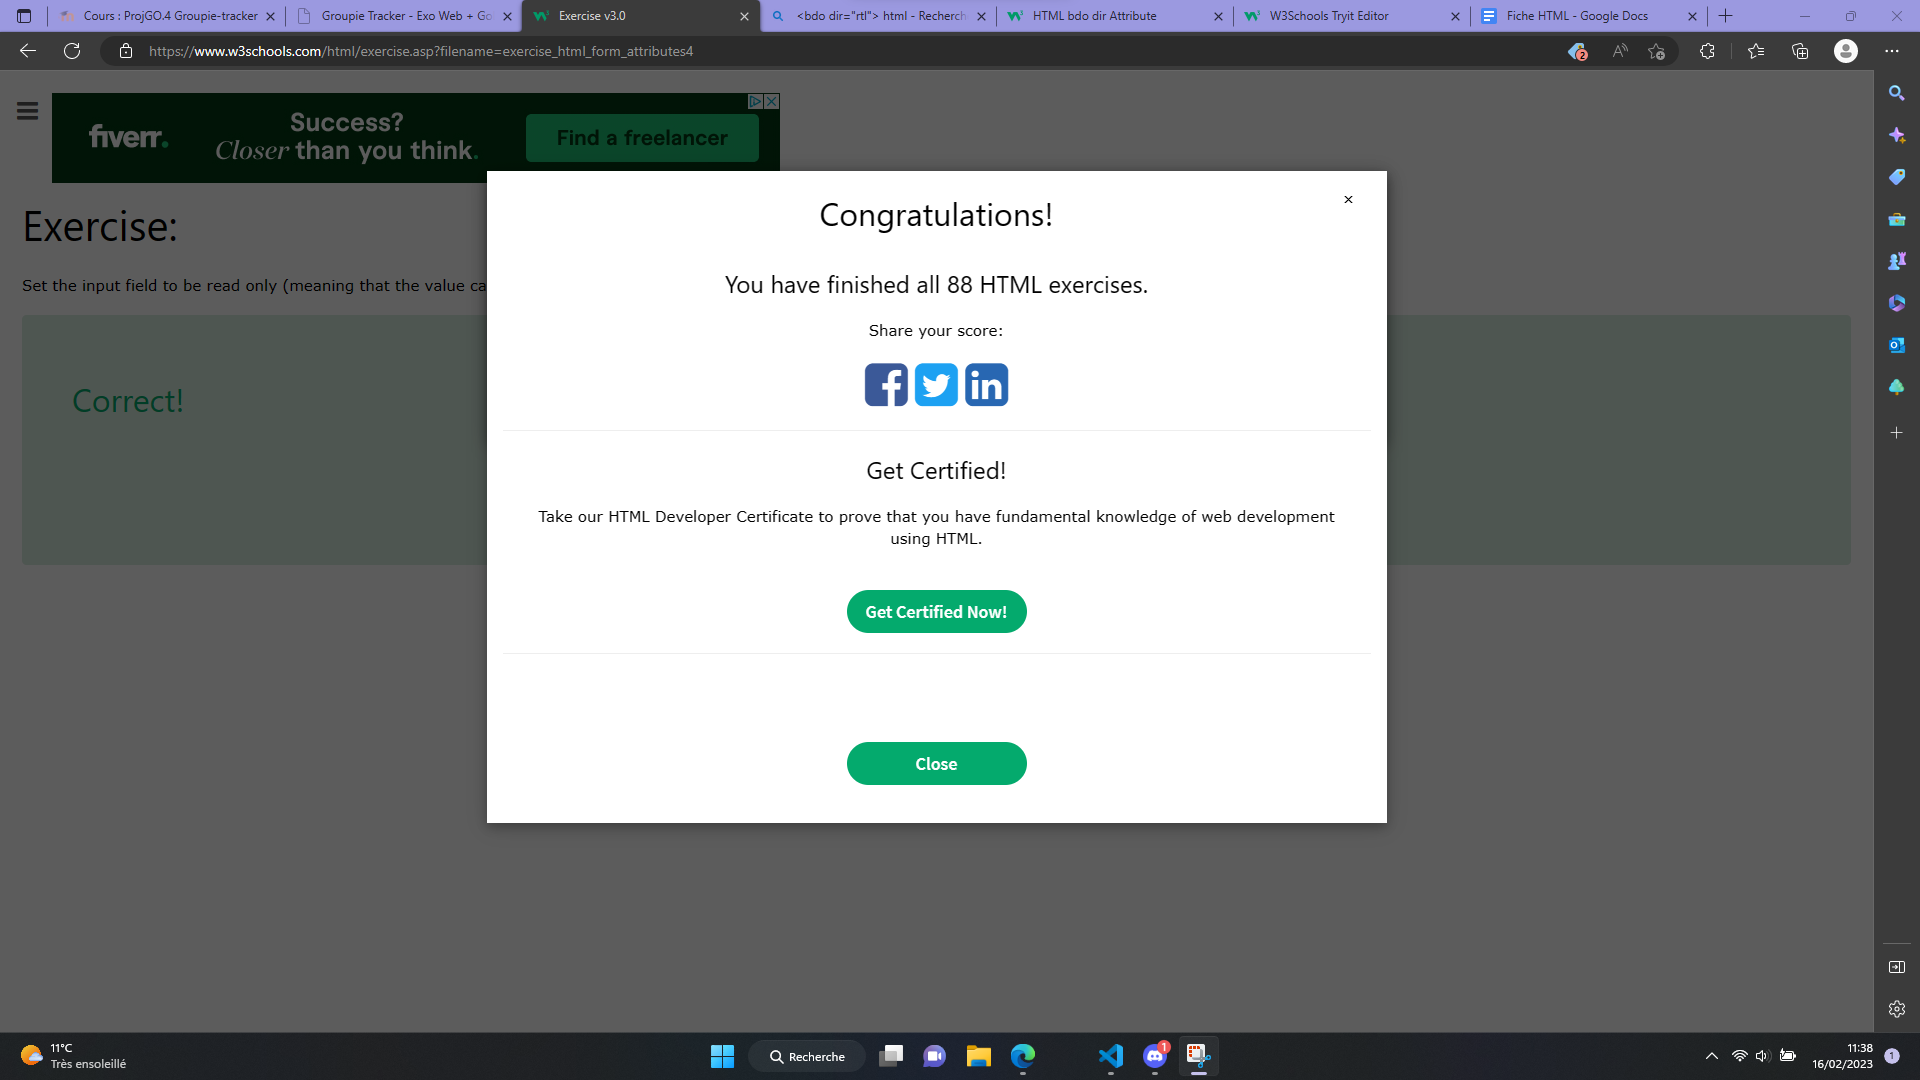 Cours : ProjGO.4 Groupie-tracker
Groupie Tracker - Exo Web + Go
Exercise v3.0
<bdo dir="rtl"> html - Recherch
HTML bdo dir Attribute
W3Schools Tryit Editor
Fiche HTML - Google Docs
https://www.w3schools.com/html/exercise.asp?filename=exercise_html_form_attributes4
2
fiverr.
Success?
Closer than you think.
Find a freelancer
Exercise:
Set the input field to be read only (meaning that the value ca
Correct!
×
Congratulations!
You have finished all 88 HTML exercises.
Share your score:
Get Certified!
Take our HTML Developer Certificate to prove that you have fundamental knowledge of web development
using HTML.
Get Certified Now!
Close
11°C
Très ensoleillé
Recherche
1
11:38
16/02/2023
1